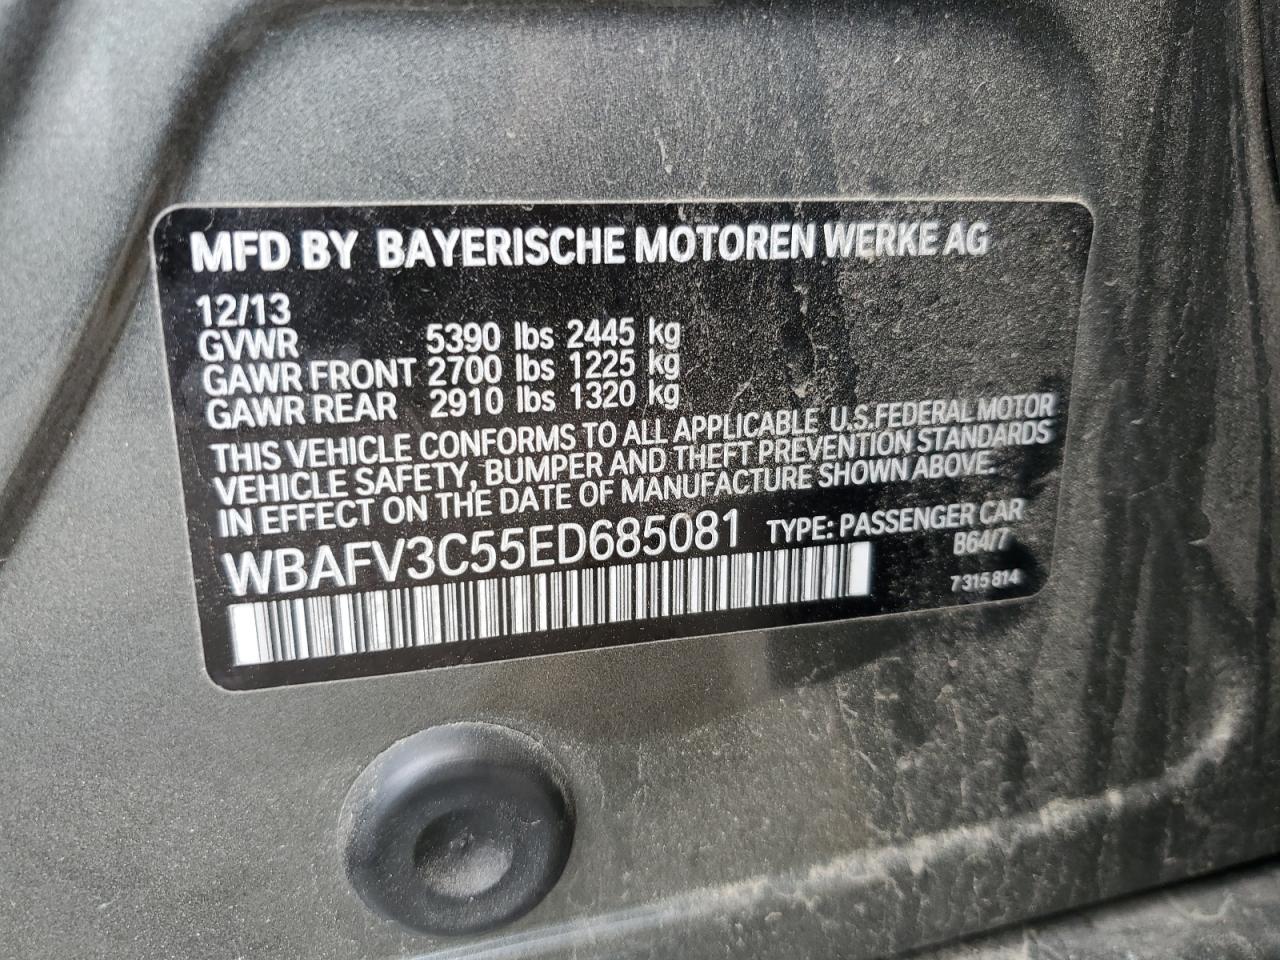 MFD BY BAYERISCHE MOTOREN WERKE AG
12/13
GVWR 5390 lbs 2445 kg
GAWR FRONT 2700 lbs 1225 kg
GAWR REAR 2910 lbs 1320 kg
THIS VEHICLE CONFORMS TO ALL APPLICABLE U.S.FEDERAL MOTOR
VEHICLE SAFETY, BUMPER AND THEFT PREVENTION STANDARDS
IN EFFECT ON THE DATE OF MANUFACTURE SHOWN ABOVE.
WBAFV3C55ED685081 TYPE: PASSENGER CAR
B64/7
7 315 814